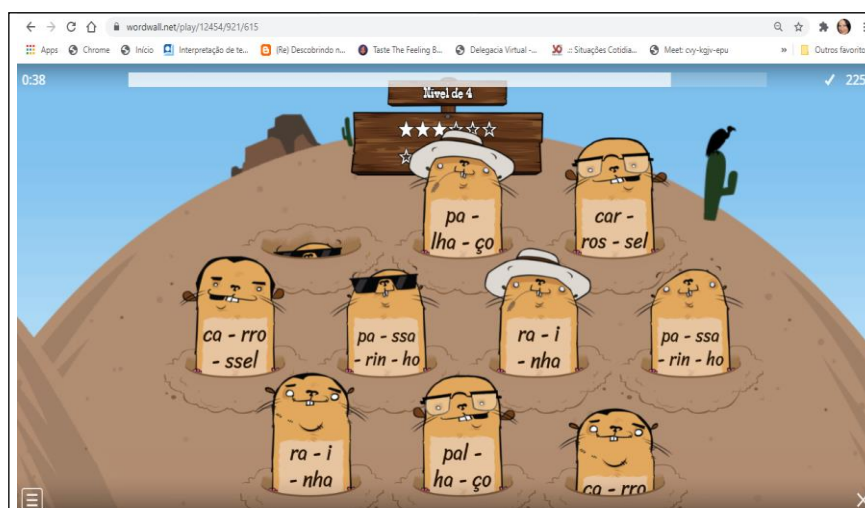 wordwall.net/play/12454/921/615
Apps
Chrome
Início
Interpretação de te...
(Re) Descobrindo n...
Taste The Feeling B...
Delegacia Virtual -...
.:: Situações Cotidia...
Meet: cvy-kgjv-epu
»
Outros favorito
0:38
225
Nivel de 4
pa -
lha - ço
car -
ros - sel
ca - rro
- ssel
pa - ssa
- rin - ho
ra - i
- nha
pa - ssa
- rin - ho
ra - i
- nha
pal -
ha - ço
ca - rro